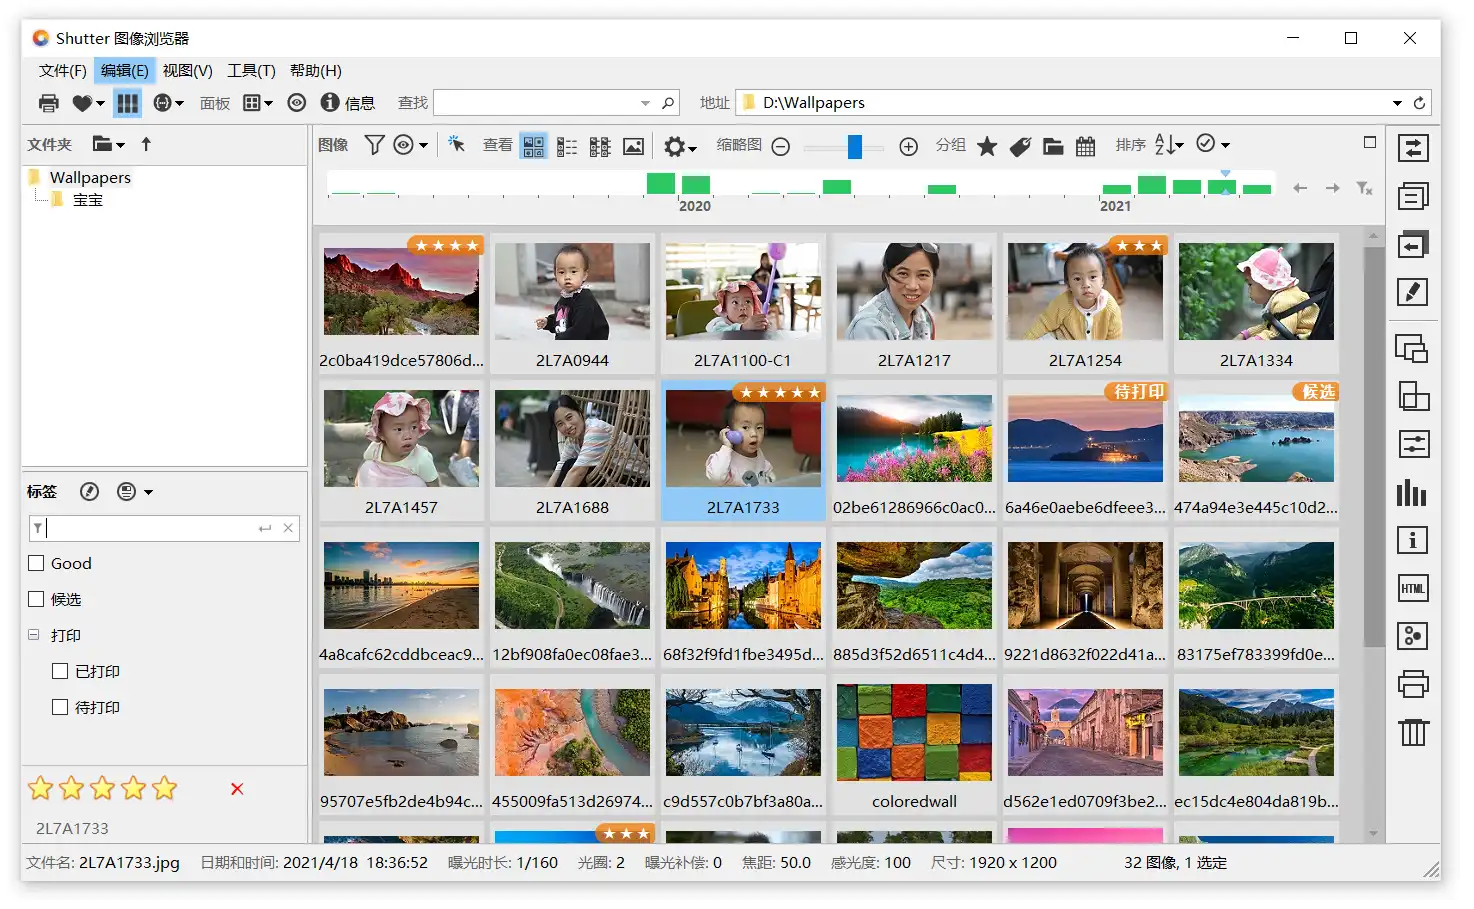 Shutter 图像浏览器
文件(F) 编辑(E) 视图(V) 工具(T) 帮助(H)
面板 信息 查找 地址 D:\Wallpapers
文件夹 图像 查看 缩略图 分组 排序
Wallpapers
宝宝
2020 2021
2c0ba419dce57806d... 2L7A0944 2L7A1100-C1 2L7A1217 2L7A1254 2L7A1334
待打印 候选
2L7A1457 2L7A1688 2L7A1733 02be61286966c0ac0... 6a46e0aebe6dfeee3... 474a94e3e445c10d2...
标签
Good
候选
打印
已打印
待打印
HTML
4a8cafc62cddbceac9... 12bf908fa0ec08fae3... 68f32f9fd1fbe3495d... 885d3f52d6511c4d4... 9221d8632f022d41a... 83175ef783399fd0e...
95707e5fb2de4b94c... 455009fa513d26974... c9d557c0b7bf3a80a... coloredwall d562e1ed0709f3be2... ec15dc4e804da819b...
2L7A1733
文件名: 2L7A1733.jpg 日期和时间: 2021/4/18 18:36:52 曝光时长: 1/160 光圈: 2 曝光补偿: 0 焦距: 50.0 感光度: 100 尺寸: 1920 x 1200 32 图像, 1 选定